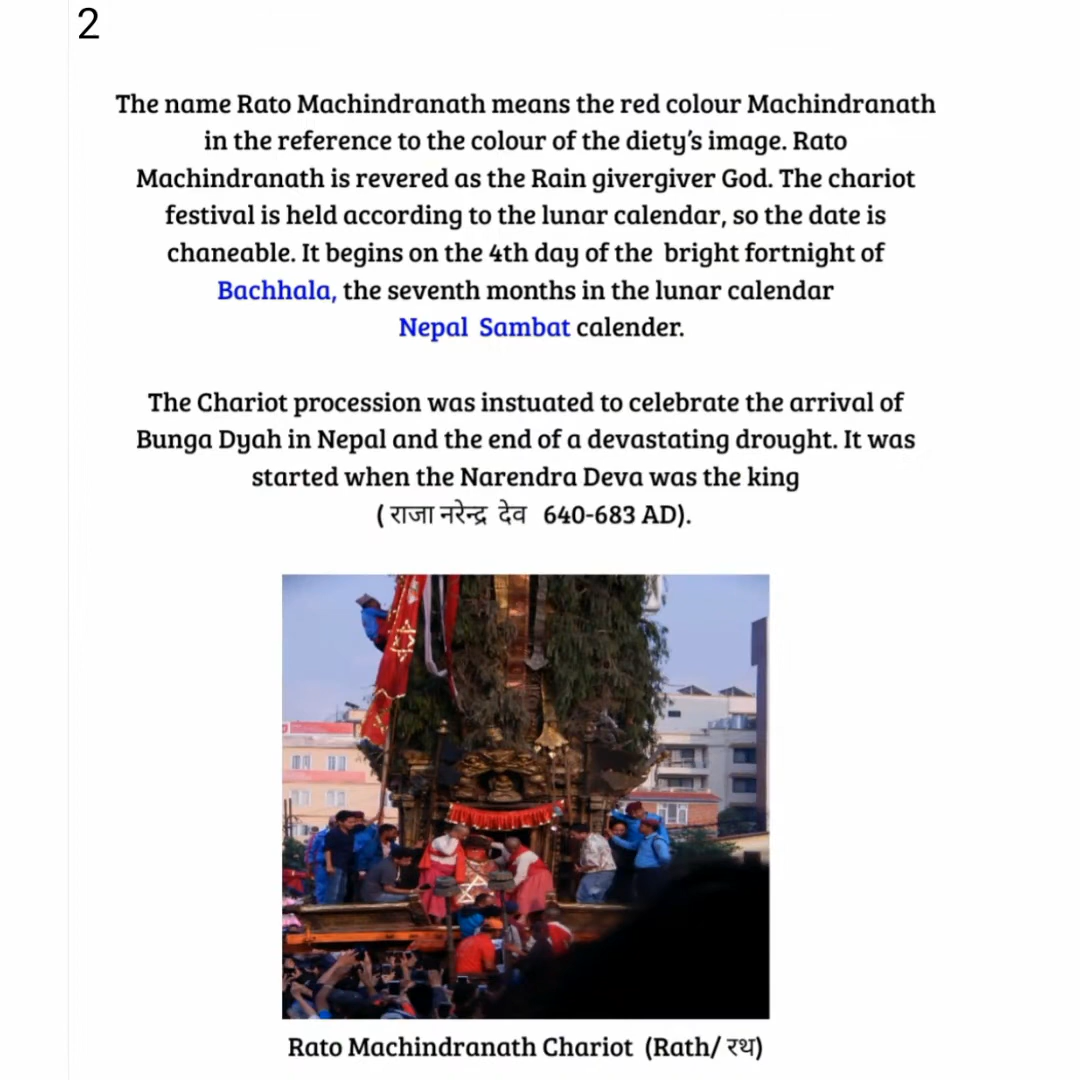 2
The name Rato Machindranath means the red colour Machindranath
in the reference to the colour of the diety's image. Rato
Machindranath is revered as the Rain givergiver God. The chariot
festival is held according to the lunar calendar, so the date is
chaneable. It begins on the 4th day of the bright fortnight of
Bachhala, the seventh months in the lunar calendar
Nepal Sambat calender.
The Chariot procession was instuated to celebrate the arrival of
Bunga Dyah in Nepal and the end of a devastating drought. It was
started when the Narendra Deva was the king
( राजा नरेन्द्र देव 640-683 AD).
Rato Machindranath Chariot (Rath/ रथ)